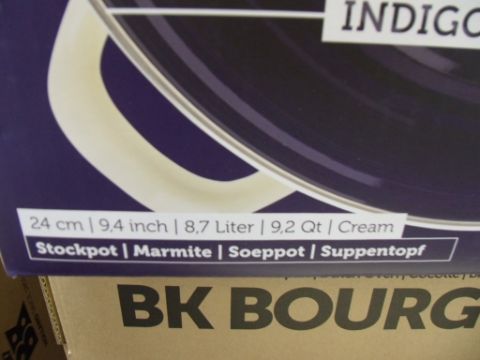 INDIGO
24 cm | 9,4 inch | 8,7 Liter | 9,2 Qt | Cream
Stockpot | Marmite | Soeppot | Suppentopf
BK BOURG